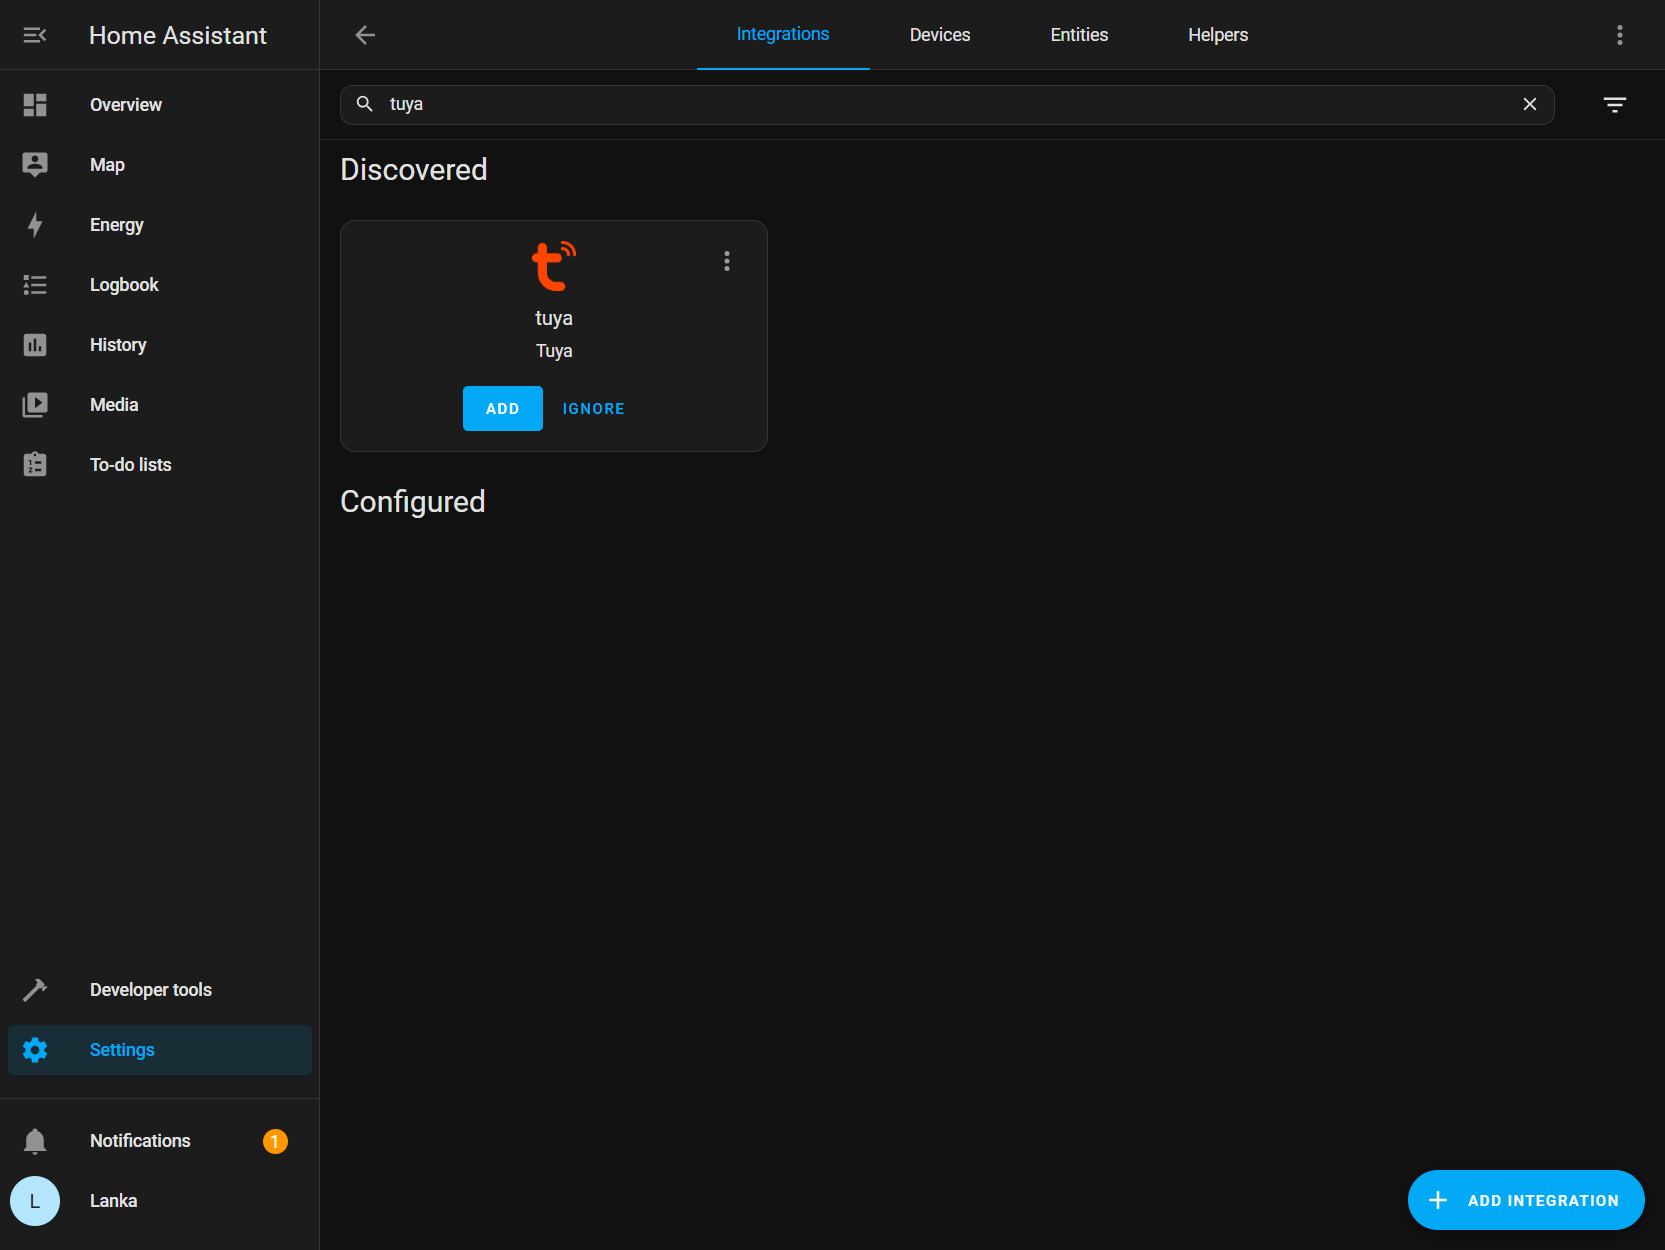 Home Assistant
Integrations
Devices
Entities
Helpers
Overview
Map
Energy
Logbook
History
Media
To-do lists
Developer tools
Settings
Notifications
1
L
Lanka
tuya
Discovered
tuya
Tuya
ADD
IGNORE
Configured
ADD INTEGRATION